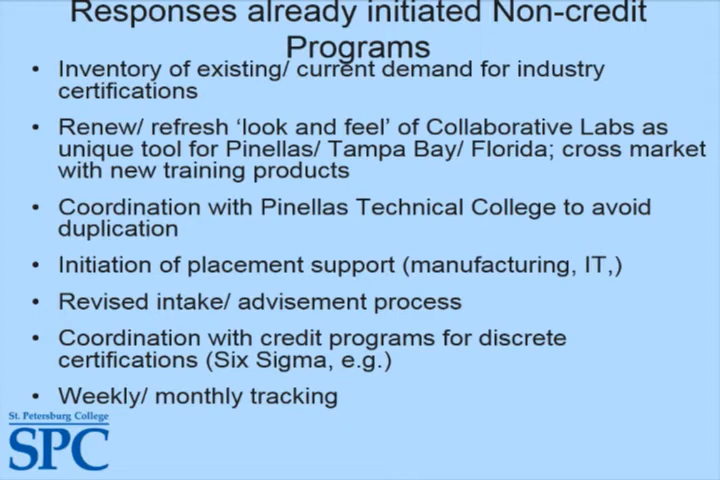 Responses already initiated Non-credit
Programs
• Inventory of existing/ current demand for industry
certifications
• Renew/ refresh ‘look and feel’ of Collaborative Labs as
unique tool for Pinellas/ Tampa Bay/ Florida; cross market
with new training products
• Coordination with Pinellas Technical College to avoid
duplication
• Initiation of placement support (manufacturing, IT,)
• Revised intake/ advisement process
• Coordination with credit programs for discrete
certifications (Six Sigma, e.g.)
• Weekly/ monthly tracking
St. Petersburg College
SPC